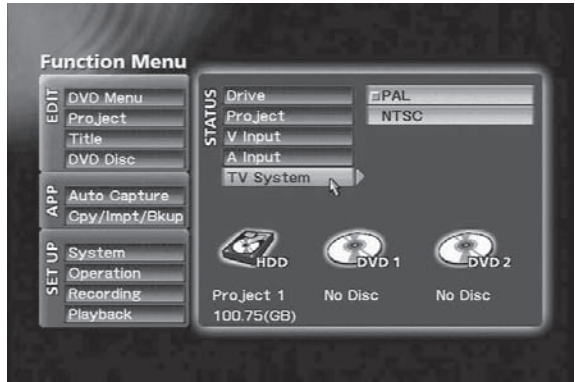 Function Menu
EDIT
DVD Menu
Project
Title
DVD Disc
APP
Auto Capture
Cpy/Impt/Bkup
SET UP
System
Operation
Recording
Playback
STATUS
Drive
Project
V Input
A Input
TV System
PAL
NTSC
HDD
DVD 1
DVD 2
Project 1
No Disc
No Disc
100.75(GB)